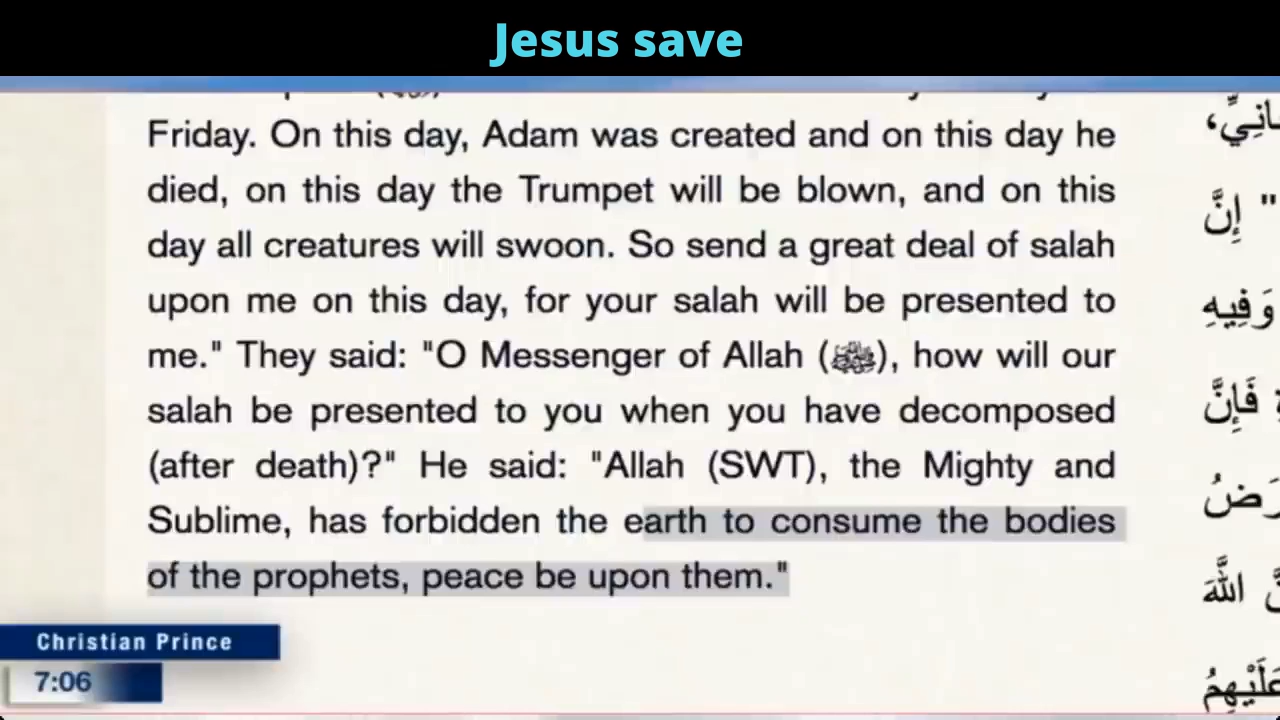 Jesus save
Friday. On this day, Adam was created and on this day he
died, on this day the Trumpet will be blown, and on this
day all creatures will swoon. So send a great deal of salah
upon me on this day, for your salah will be presented to
me." They said: "O Messenger of Allah (ﷺ), how will our
salah be presented to you when you have decomposed
(after death)?" He said: "Allah (SWT), the Mighty and
Sublime, has forbidden the earth to consume the bodies
of the prophets, peace be upon them."
" إِنَّ
وَفِيهِ
فَإِنَّ
اللَّهَ
Christian Prince
7:06